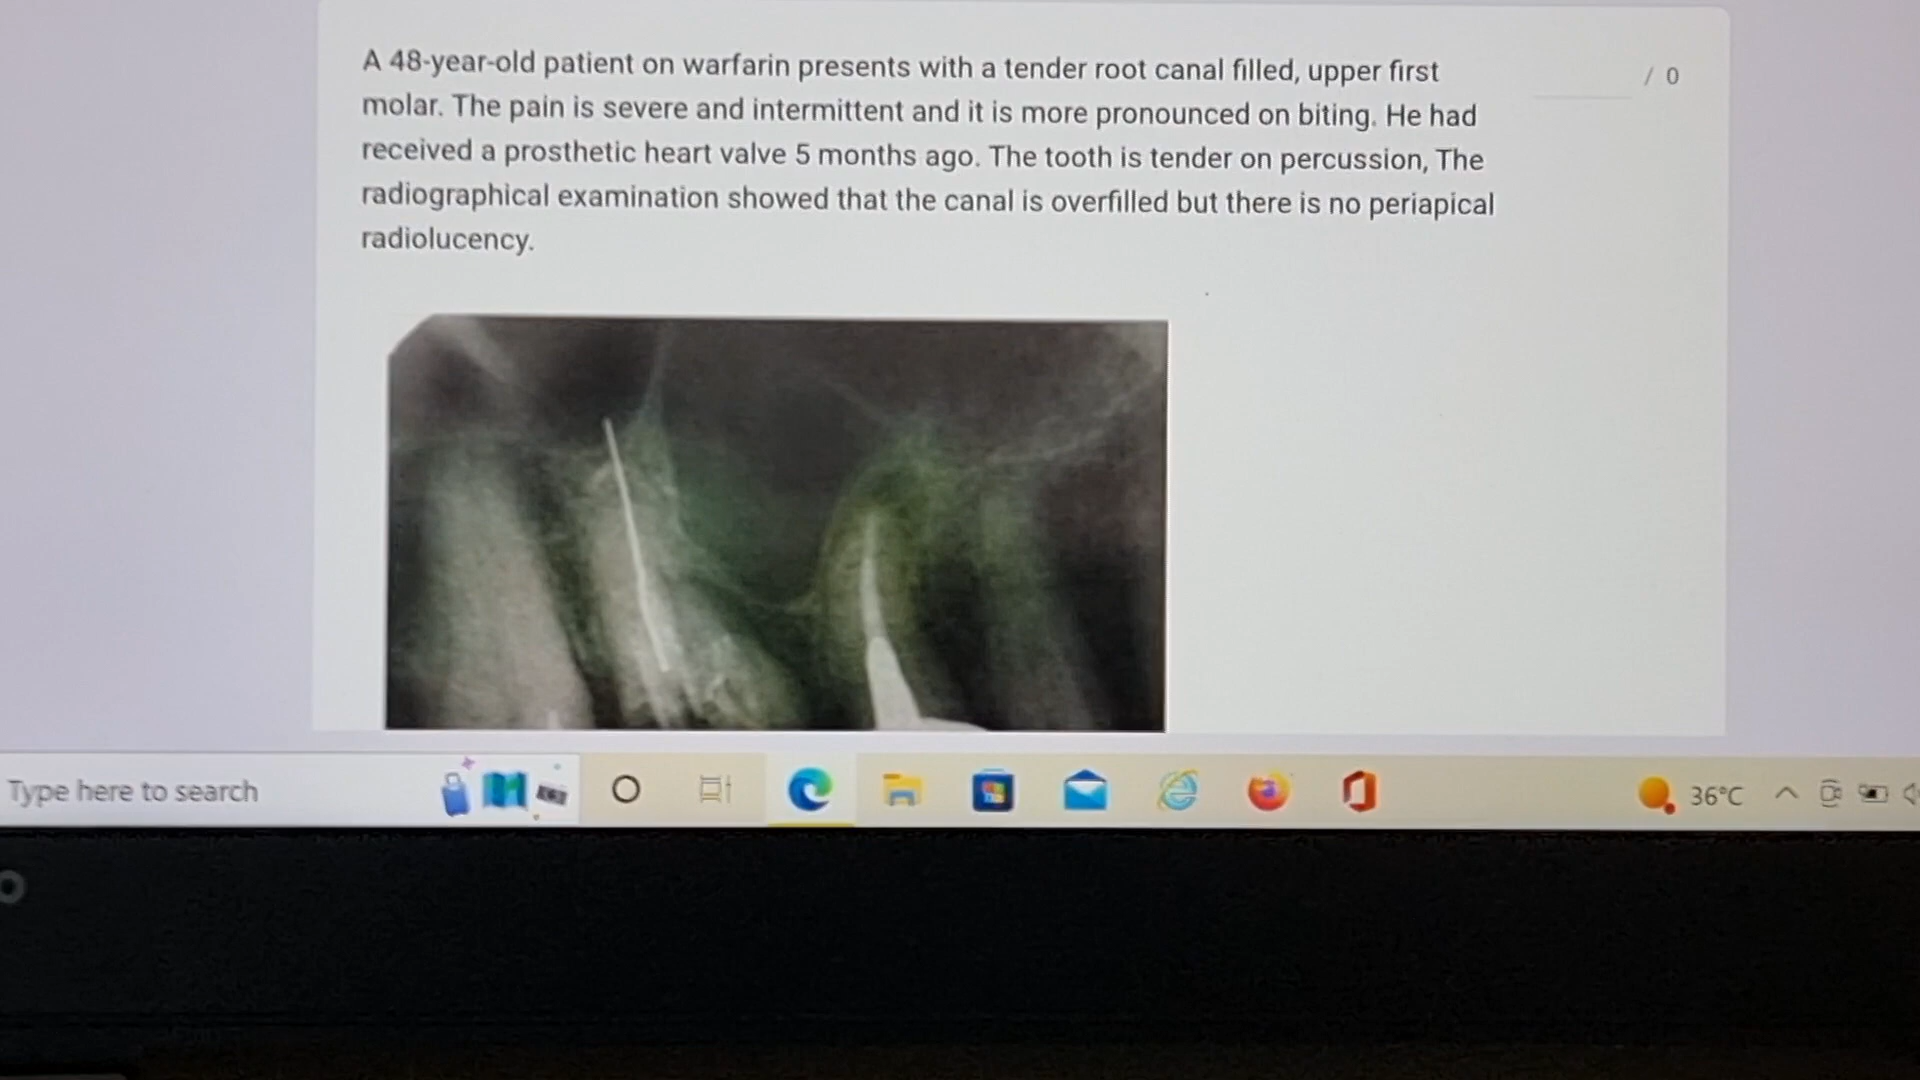 A 48-year-old patient on warfarin presents with a tender root canal filled, upper first
/ 0
molar. The pain is severe and intermittent and it is more pronounced on biting. He had
received a prosthetic heart valve 5 months ago. The tooth is tender on percussion, The
radiographical examination showed that the canal is overfilled but there is no periapical
radiolucency.
Type here to search
36°C